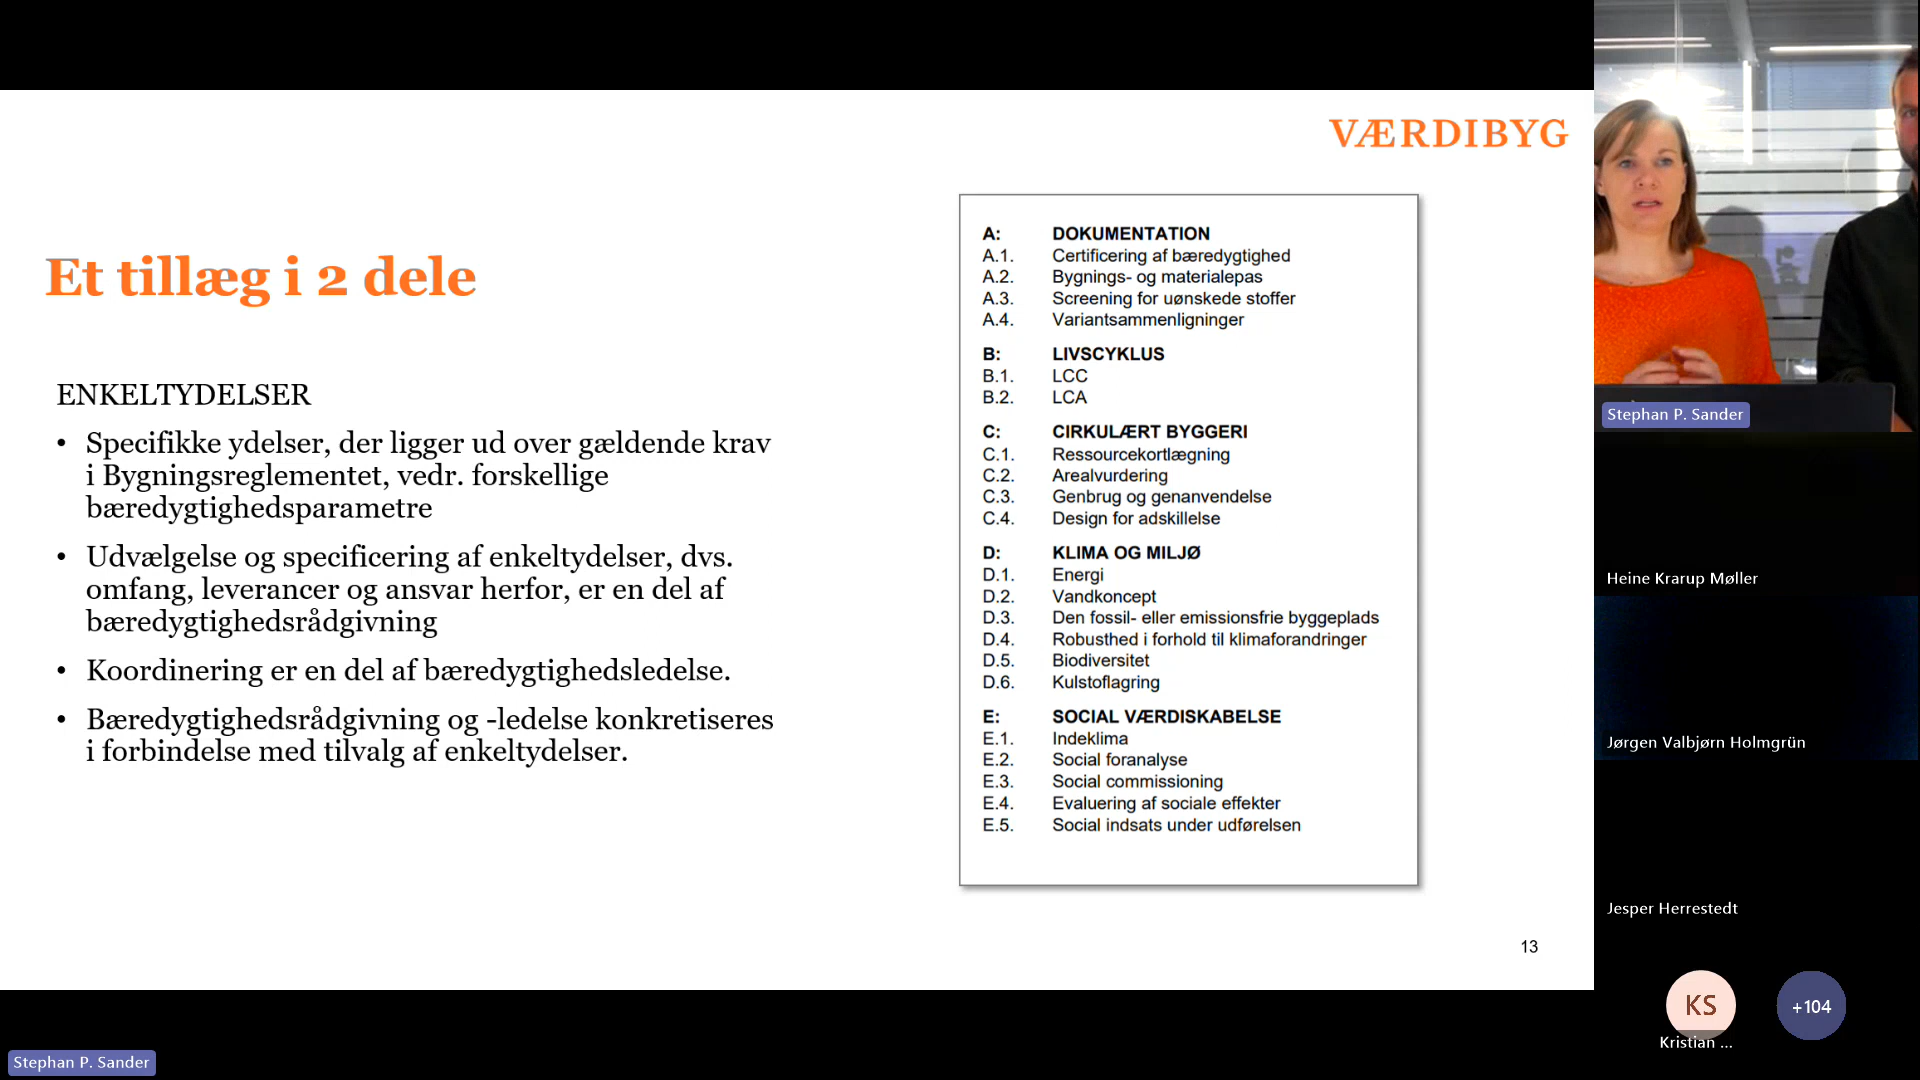 VÆRDIBYG
Et tillæg i 2 dele
ENKELTYDELSER
• Specifikke ydelser, der ligger ud over gældende krav
i Bygningsreglementet, vedr. forskellige
bæredygtighedsparametre
• Udvælgelse og specificering af enkeltydelser, dvs.
omfang, leverancer og ansvar herfor, er en del af
bæredygtighedsrådgivning
• Koordinering er en del af bæredygtighedsledelse.
• Bæredygtighedsrådgivning og -ledelse konkretiseres
i forbindelse med tilvalg af enkeltydelser.
A: DOKUMENTATION
A.1. Certificering af bæredygtighed
A.2. Bygnings- og materialepas
A.3. Screening for uønskede stoffer
A.4. Variantsammenligninger
B: LIVSCYKLUS
B.1. LCC
B.2. LCA
C: CIRKULÆRT BYGGERI
C.1. Ressourcekortlægning
C.2. Arealvurdering
C.3. Genbrug og genanvendelse
C.4. Design for adskillelse
D: KLIMA OG MILJØ
D.1. Energi
D.2. Vandkoncept
D.3. Den fossil- eller emissionsfrie byggeplads
D.4. Robusthed i forhold til klimaforandringer
D.5. Biodiversitet
D.6. Kulstoflagring
E: SOCIAL VÆRDISKABELSE
E.1. Indeklima
E.2. Social foranalyse
E.3. Social commissioning
E.4. Evaluering af sociale effekter
E.5. Social indsats under udførelsen
13
Stephan P. Sander
Heine Krarup Møller
Jørgen Valbjørn Holmgrün
Jesper Herrestedt
KS
+104
Kristian ...
Stephan P. Sander